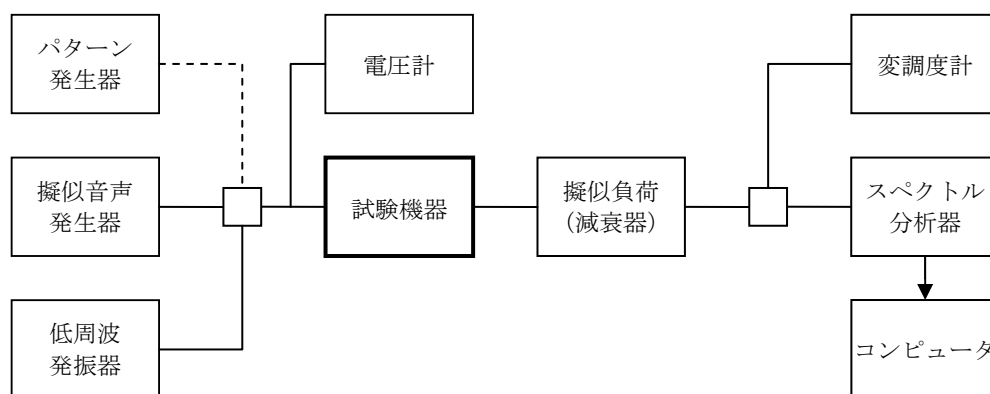 パターン
発生器
電圧計
変調度計
擬似音声
発生器
試験機器
擬似負荷
（減衰器）
スペクトル
分析器
低周波
発振器
コンピュータ